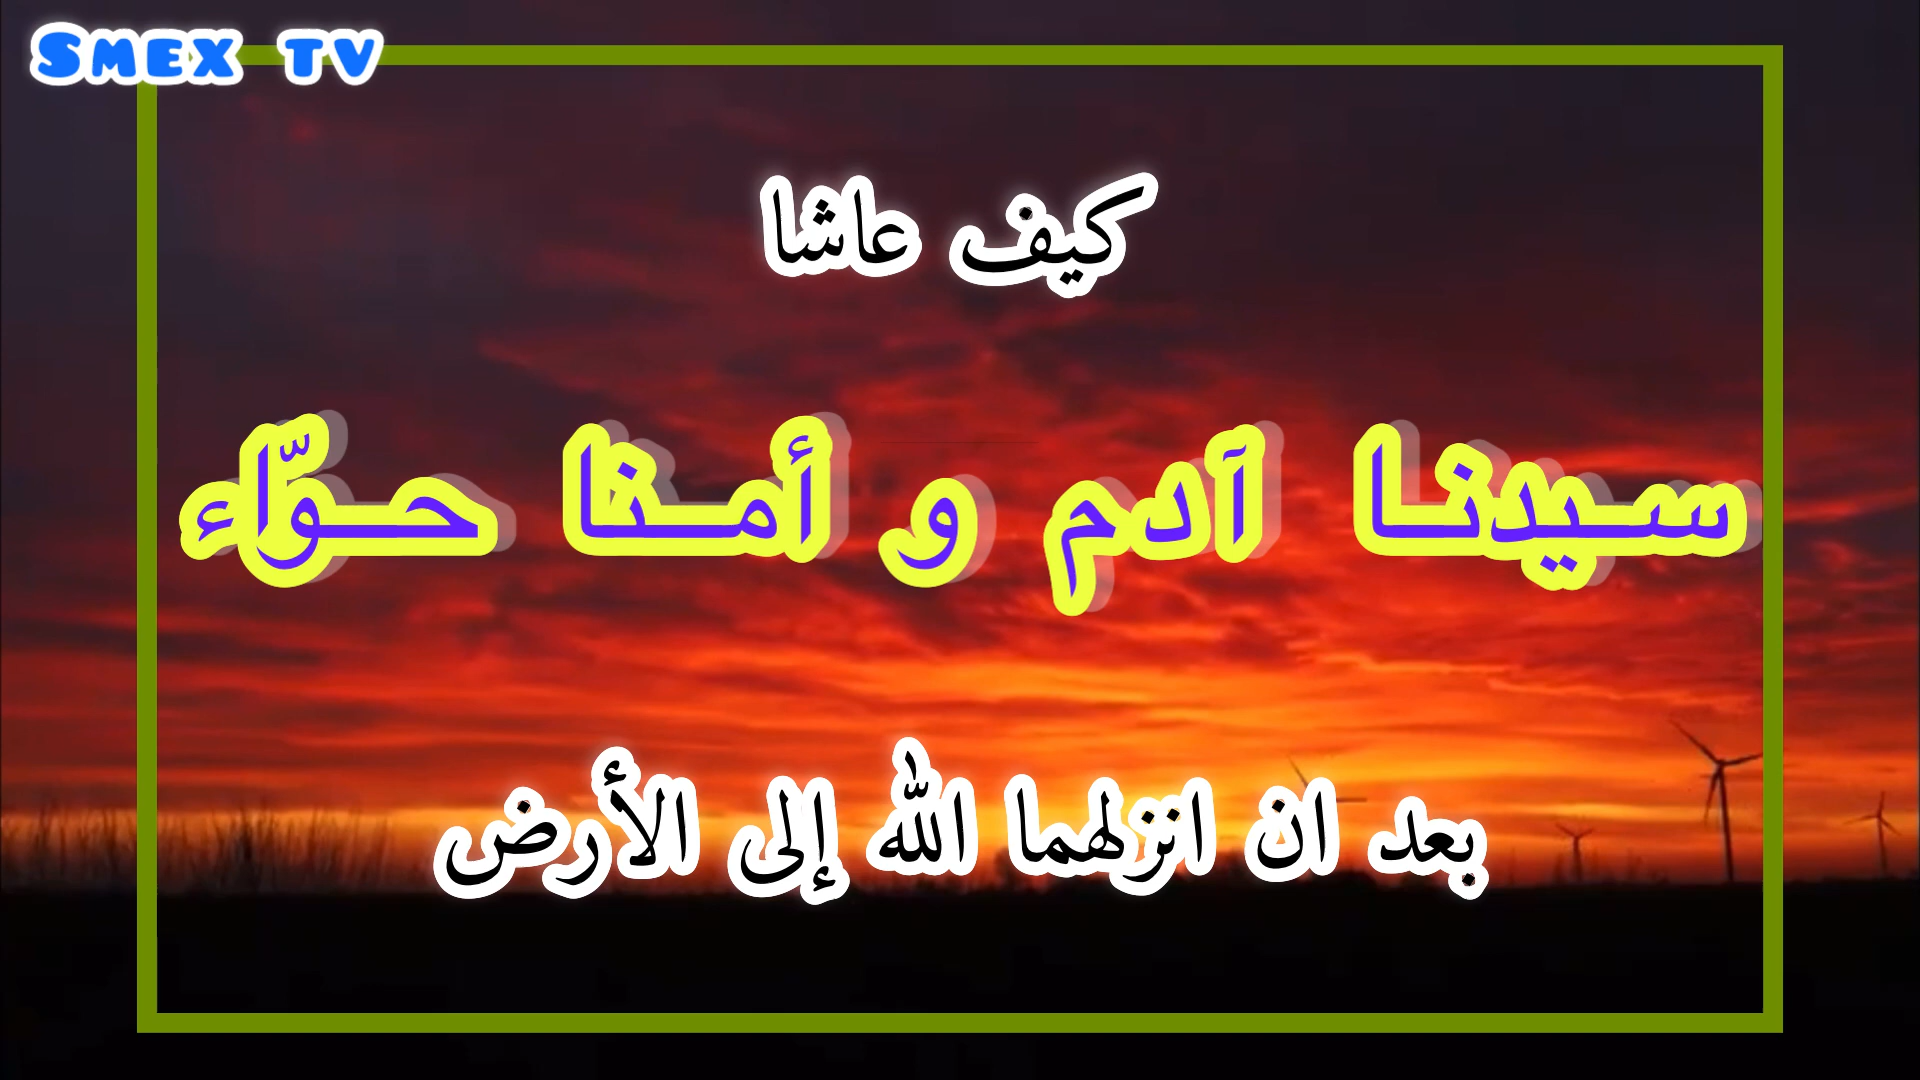 Smex tv
كيف عاشا
سيدنا آدم و أمنا حوّاء
بعد ان انزلهما الله إلى الأرض